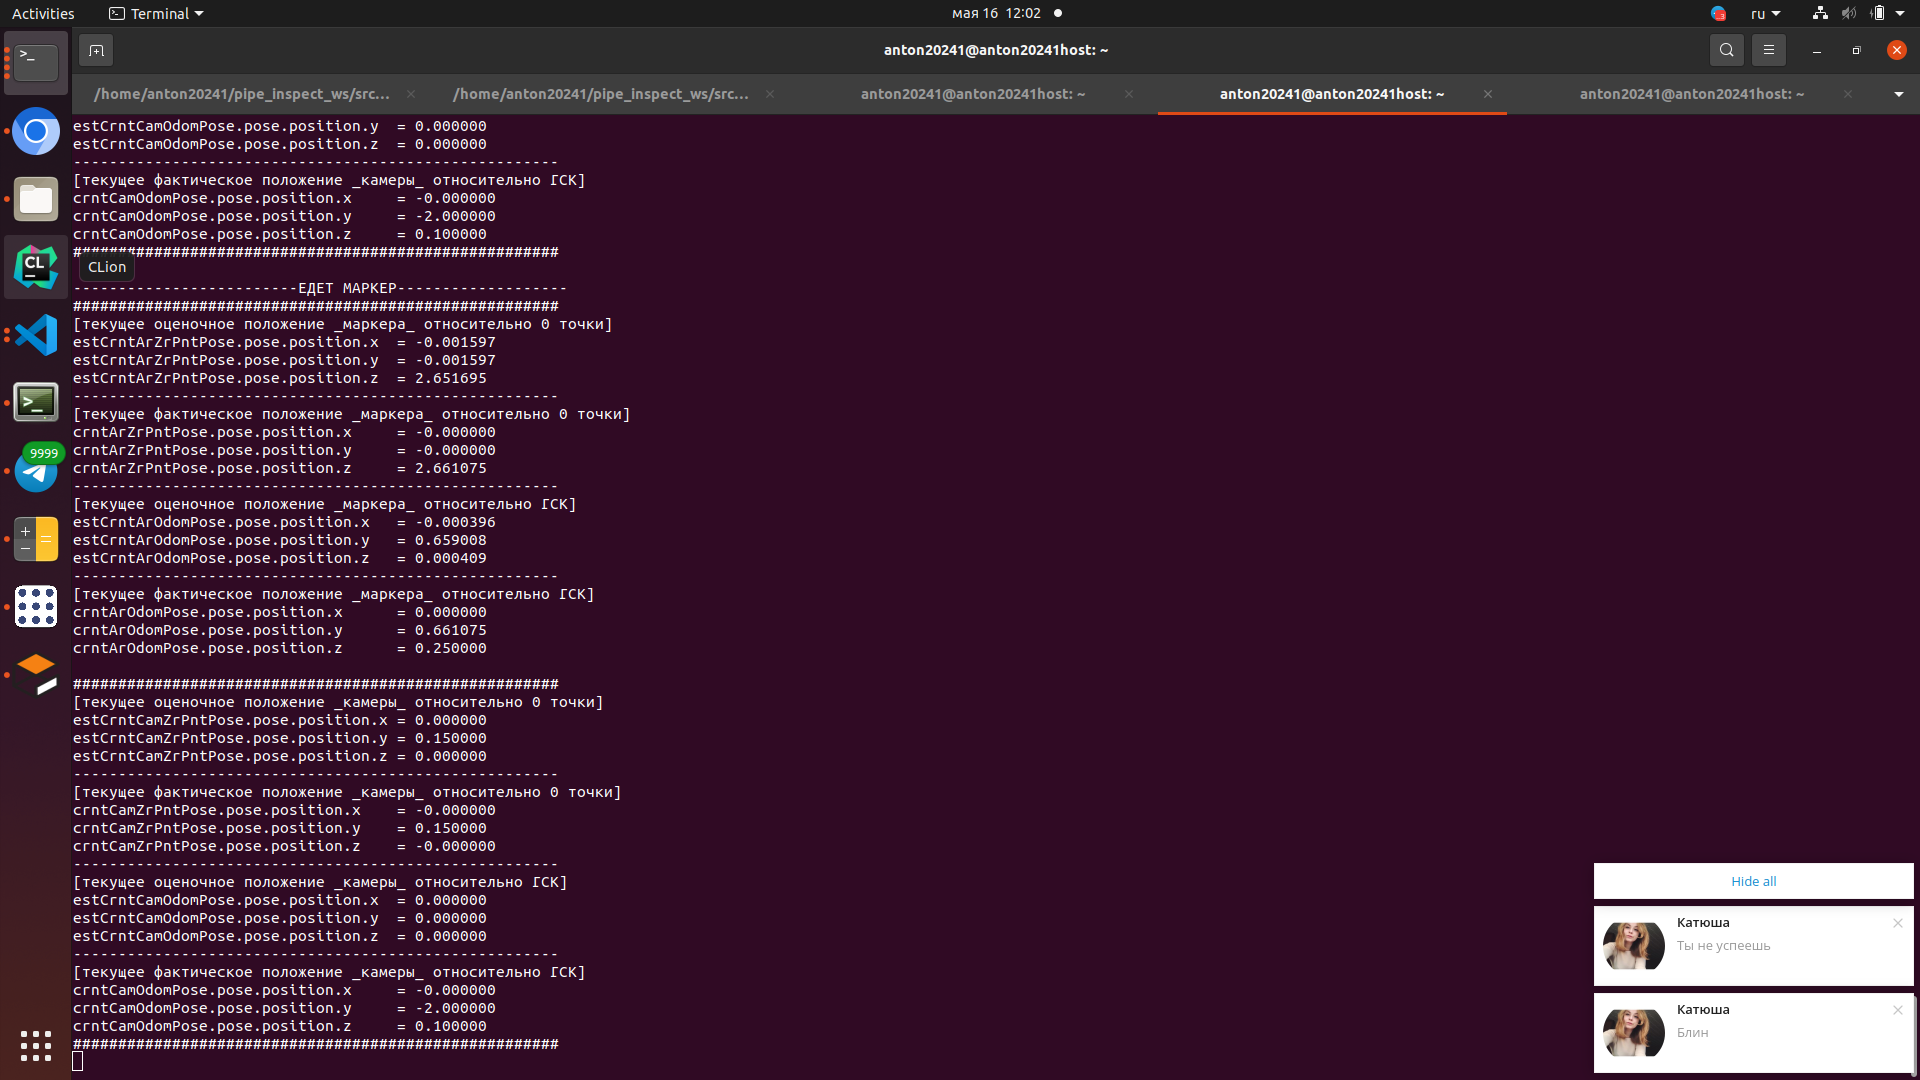 Activities
Terminal
мая 16 12:02
3
ru
anton20241@anton20241host: ~
/home/anton20241/pipe_inspect_ws/src...
/home/anton20241/pipe_inspect_ws/src...
anton20241@anton20241host: ~
anton20241@anton20241host: ~
anton20241@anton20241host: ~
estCrntCamOdomPose.pose.position.y  = 0.000000
estCrntCamOdomPose.pose.position.z  = 0.000000
------------------------------------------------------
[текущее фактическое положение _камеры_ относительно ГСК]
crntCamOdomPose.pose.position.x     = -0.000000
crntCamOdomPose.pose.position.y     = -2.000000
crntCamOdomPose.pose.position.z     = 0.100000
######################################################
CLion
-------------------------ЕДЕТ МАРКЕР-------------------
######################################################
[текущее оценочное положение _маркера_ относительно 0 точки]
estCrntArZrPntPose.pose.position.x  = -0.001597
estCrntArZrPntPose.pose.position.y  = -0.001597
estCrntArZrPntPose.pose.position.z  = 2.651695
------------------------------------------------------
[текущее фактическое положение _маркера_ относительно 0 точки]
crntArZrPntPose.pose.position.x     = -0.000000
crntArZrPntPose.pose.position.y     = -0.000000
crntArZrPntPose.pose.position.z     = 2.661075
------------------------------------------------------
[текущее оценочное положение _маркера_ относительно ГСК]
estCrntArOdomPose.pose.position.x   = -0.000396
estCrntArOdomPose.pose.position.y   = 0.659008
estCrntArOdomPose.pose.position.z   = 0.000409
------------------------------------------------------
[текущее фактическое положение _маркера_ относительно ГСК]
crntArOdomPose.pose.position.x      = 0.000000
crntArOdomPose.pose.position.y      = 0.661075
crntArOdomPose.pose.position.z      = 0.250000
######################################################
[текущее оценочное положение _камеры_ относительно 0 точки]
estCrntCamZrPntPose.pose.position.x = 0.000000
estCrntCamZrPntPose.pose.position.y = 0.150000
estCrntCamZrPntPose.pose.position.z = 0.000000
------------------------------------------------------
[текущее фактическое положение _камеры_ относительно 0 точки]
crntCamZrPntPose.pose.position.x    = -0.000000
crntCamZrPntPose.pose.position.y    = 0.150000
crntCamZrPntPose.pose.position.z    = -0.000000
------------------------------------------------------
[текущее оценочное положение _камеры_ относительно ГСК]
estCrntCamOdomPose.pose.position.x  = 0.000000
estCrntCamOdomPose.pose.position.y  = 0.000000
estCrntCamOdomPose.pose.position.z  = 0.000000
------------------------------------------------------
[текущее фактическое положение _камеры_ относительно ГСК]
crntCamOdomPose.pose.position.x     = -0.000000
crntCamOdomPose.pose.position.y     = -2.000000
crntCamOdomPose.pose.position.z     = 0.100000
######################################################
CL
9999
Hide all
Катюша
Ты не успеешь
Катюша
Блин